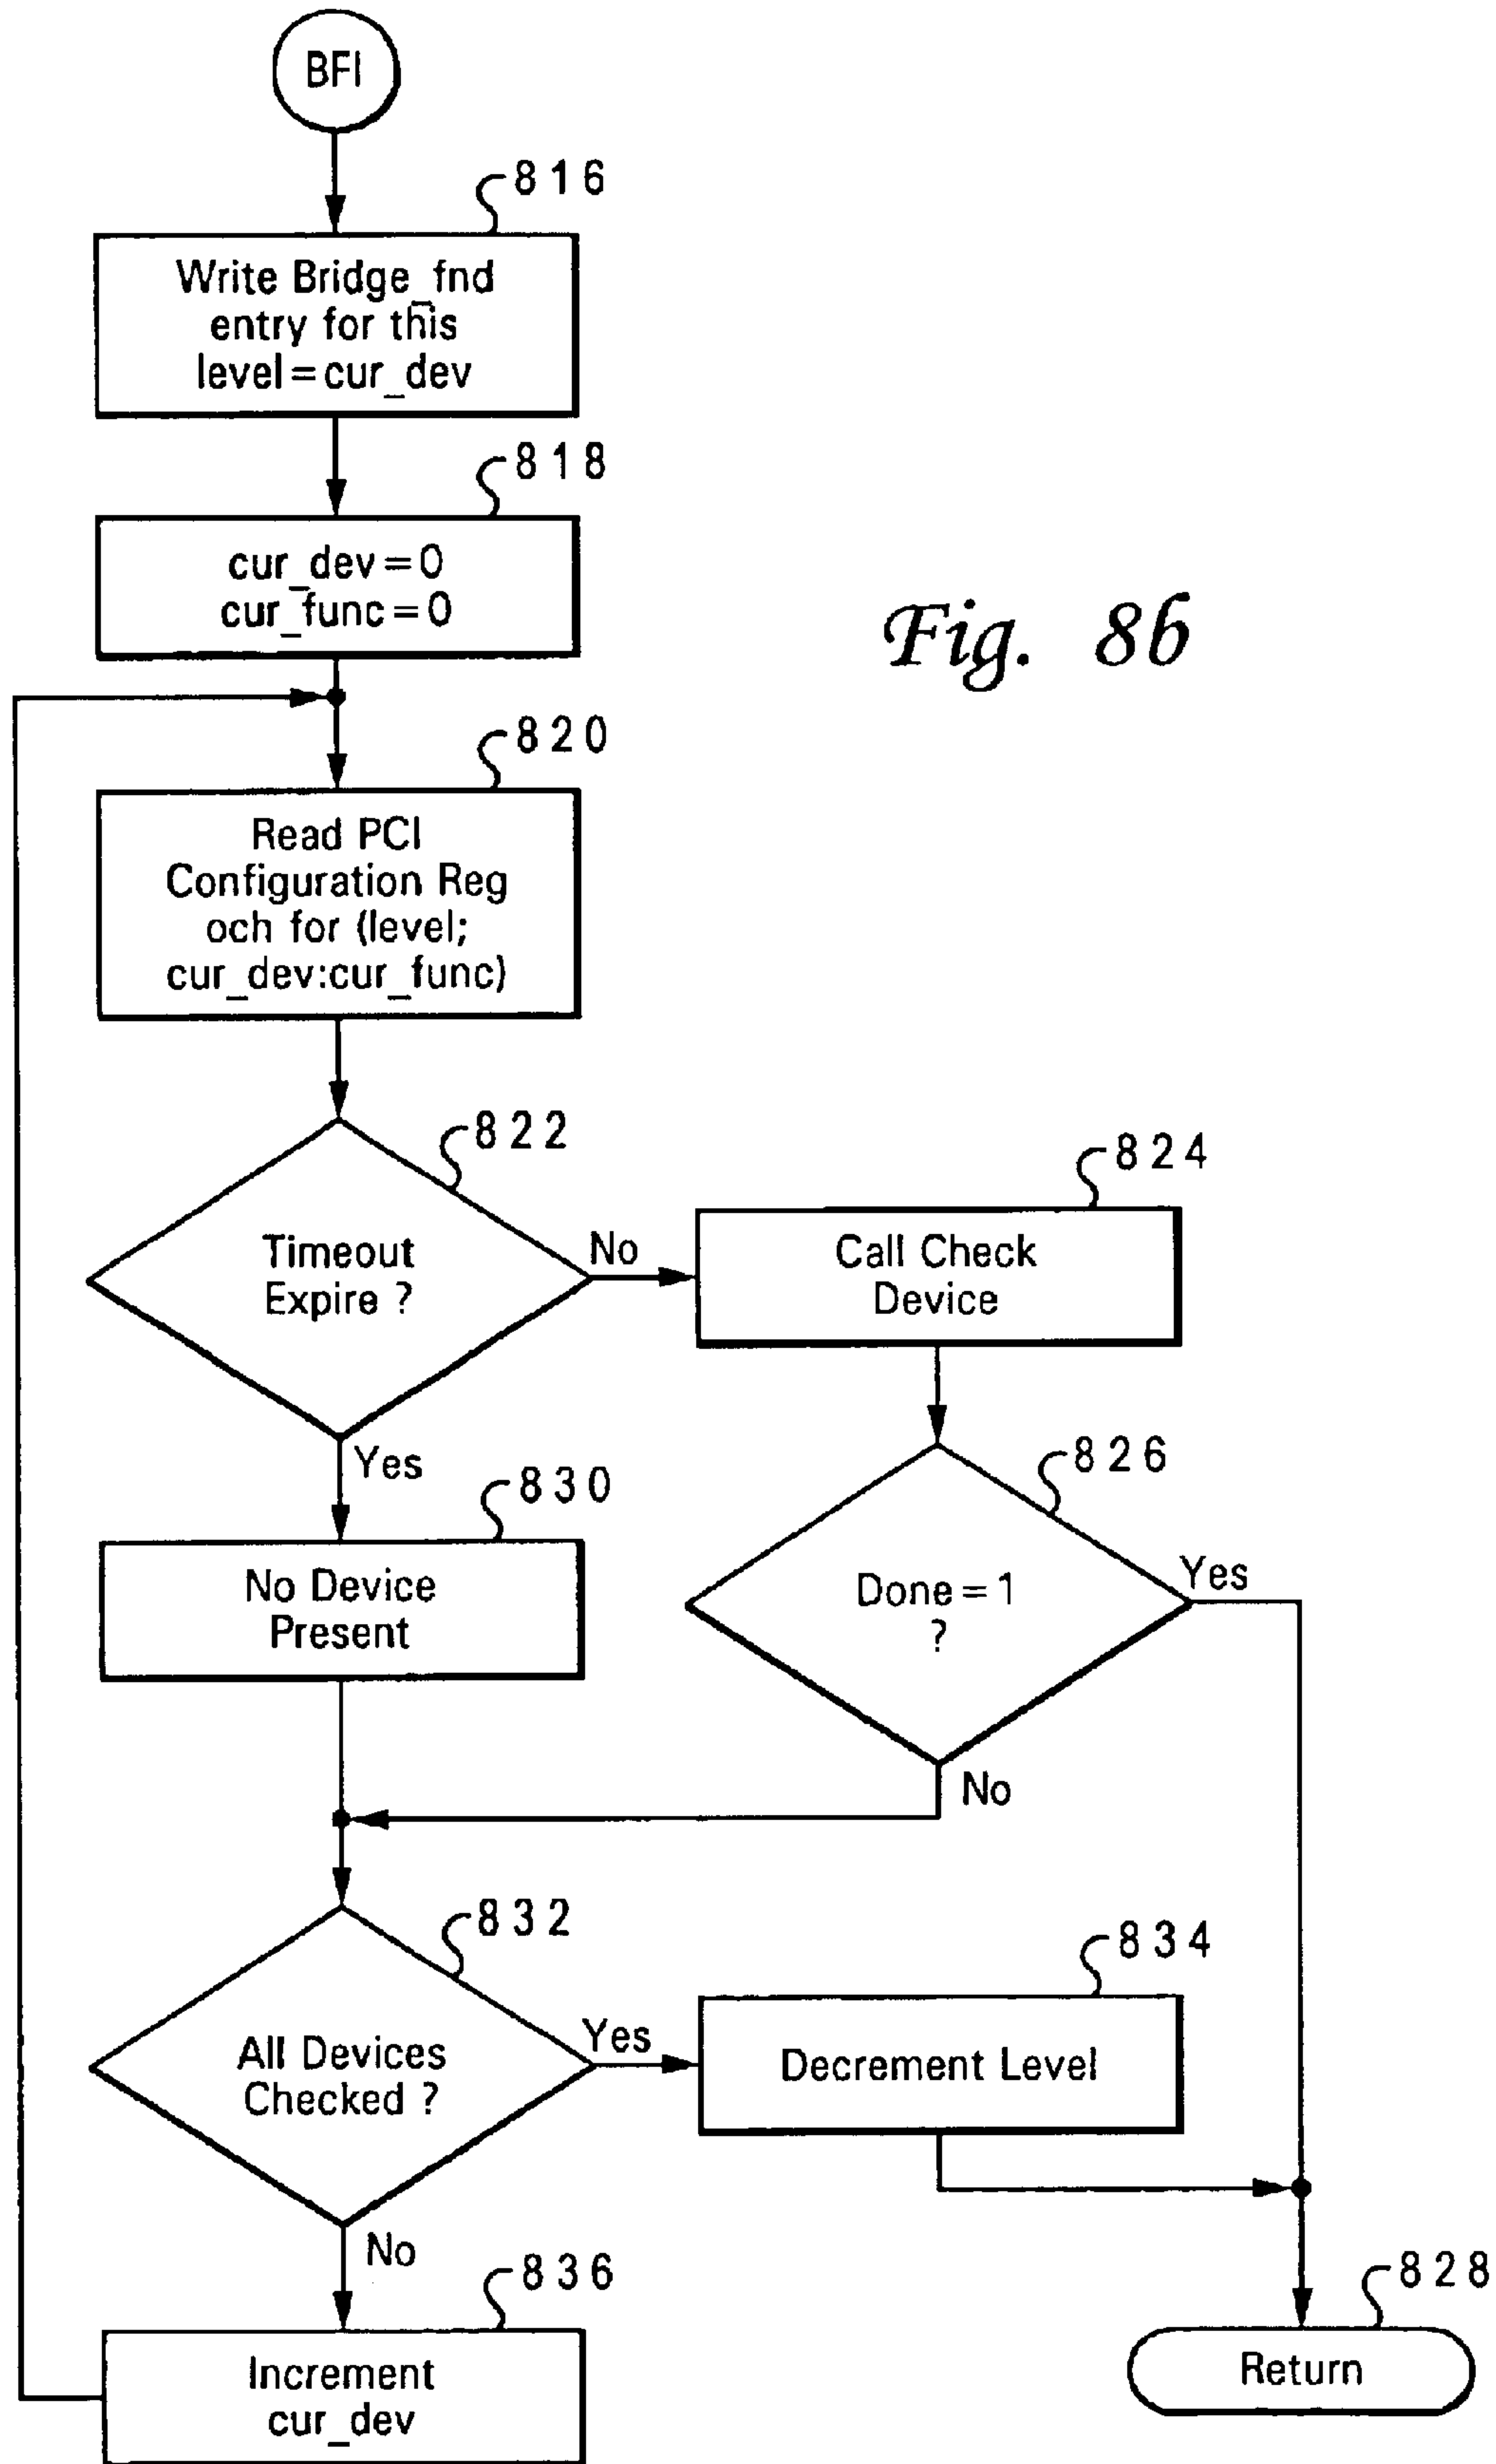 BFI
816
Write Bridge_fnd
entry for this
level=cur_dev
818
cur_dev=0
cur_func=0
Fig. 8b
820
Read PCI
Configuration Reg
och for (level;
cur_dev:cur_func)
822
Timeout
Expire ?
No
824
Call Check
Device
Yes
826
Done=1
?
Yes
No
830
No Device
Present
832
All Devices
Checked ?
Yes
834
Decrement Level
No
836
Increment
cur_dev
828
Return